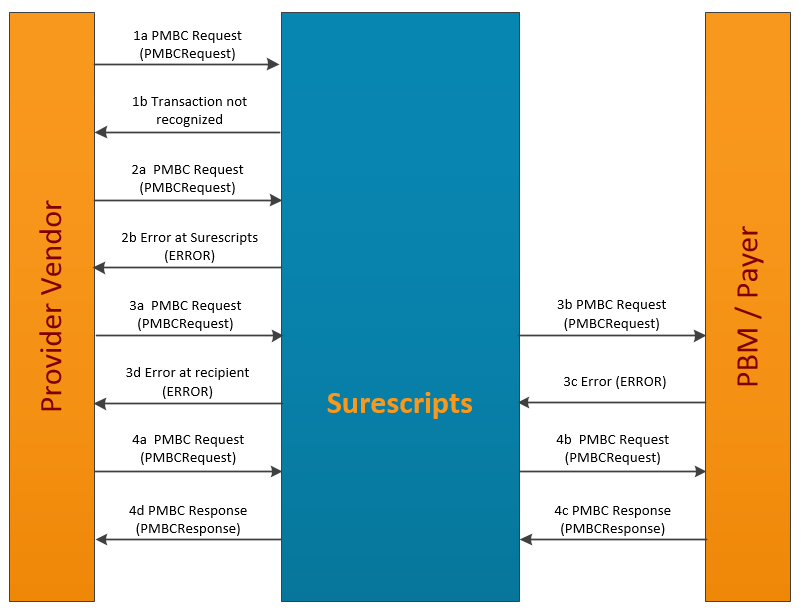 Provider Vendor
1a PMBC Request
(PMBCRequest)
1b Transaction not
recognized
2a  PMBC Request
(PMBCRequest)
2b Error at Surescripts
(ERROR)
3a  PMBC Request
(PMBCRequest)
3d Error at recipient
(ERROR)
4a  PMBC Request
(PMBCRequest)
4d PMBC Response
(PMBCResponse)
Surescripts
3b PMBC Request
(PMBCRequest)
3c Error (ERROR)
4b  PMBC Request
(PMBCRequest)
4c PMBC Response
(PMBCResponse)
PBM / Payer